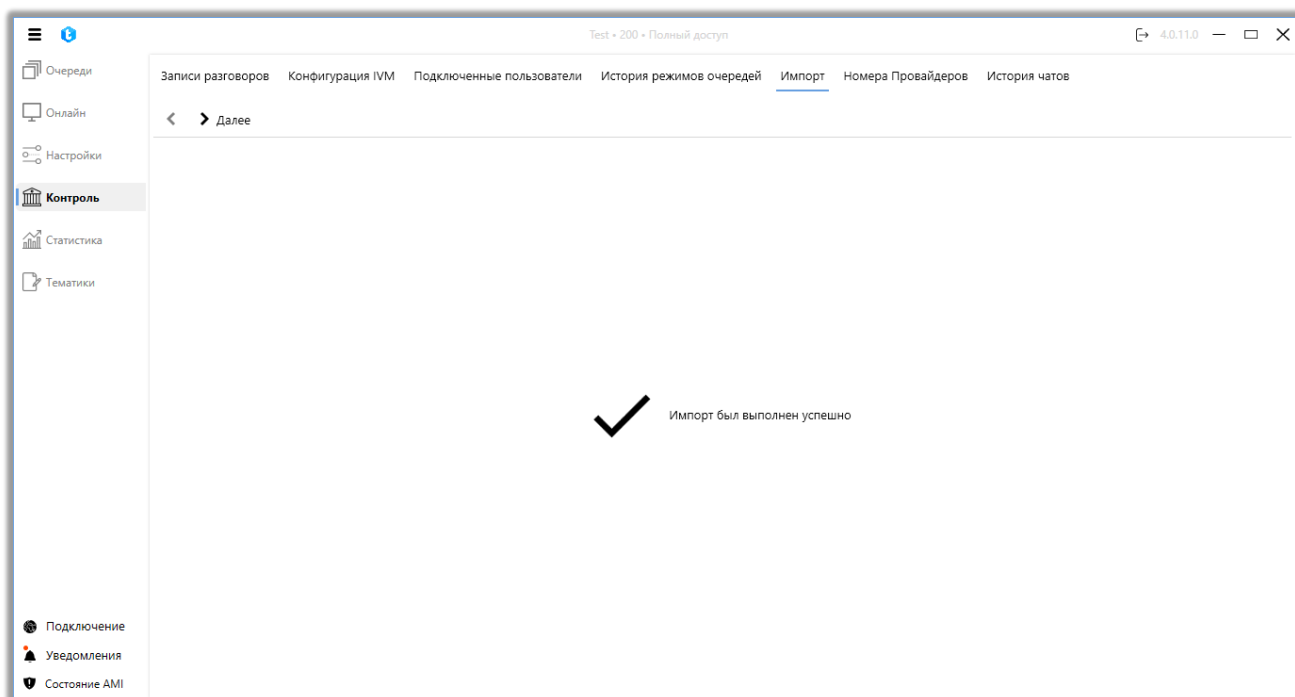 Test • 200 • Полный доступ
4.0.11.0
Очереди
Онлайн
Настройки
Контроль
Статистика
Тематики
Записи разговоров Конфигурация IVM Подключенные пользователи История режимов очередей Импорт Номера Провайдеров История чатов
Далее
Импорт был выполнен успешно
Подключение
Уведомления
Состояние AMI